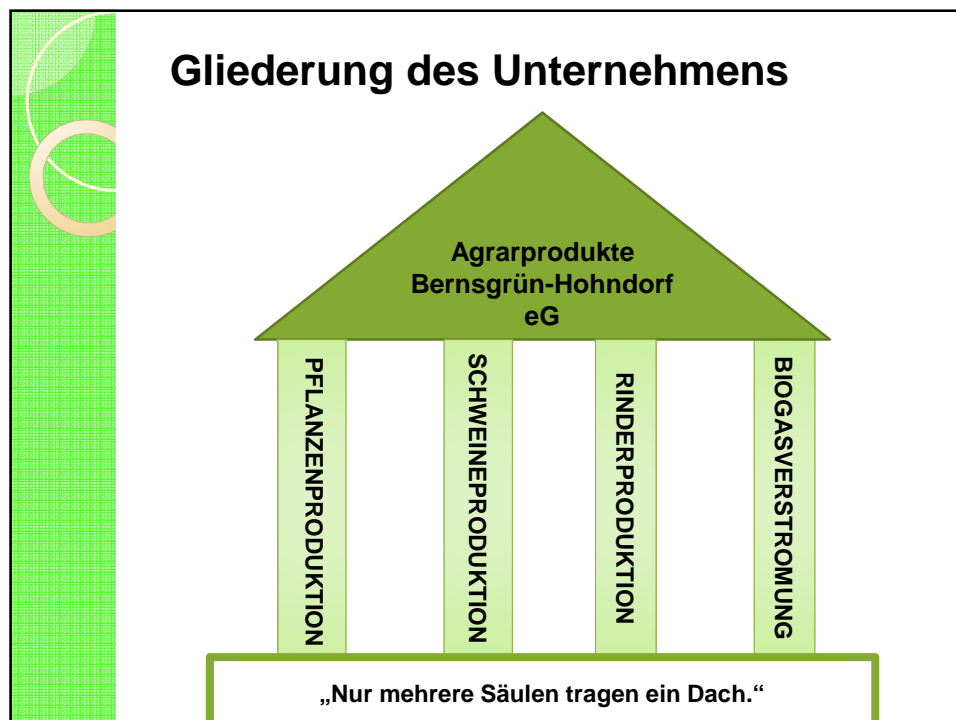 Gliederung des Unternehmens
Agrarprodukte
Bernsgrün-Hohndorf
eG
PFLANZENPRODUKTION
SCHWEINEPRODUKTION
RINDERPRODUKTION
BIOGASVERSTROMUNG
„Nur mehrere Säulen tragen ein Dach.“